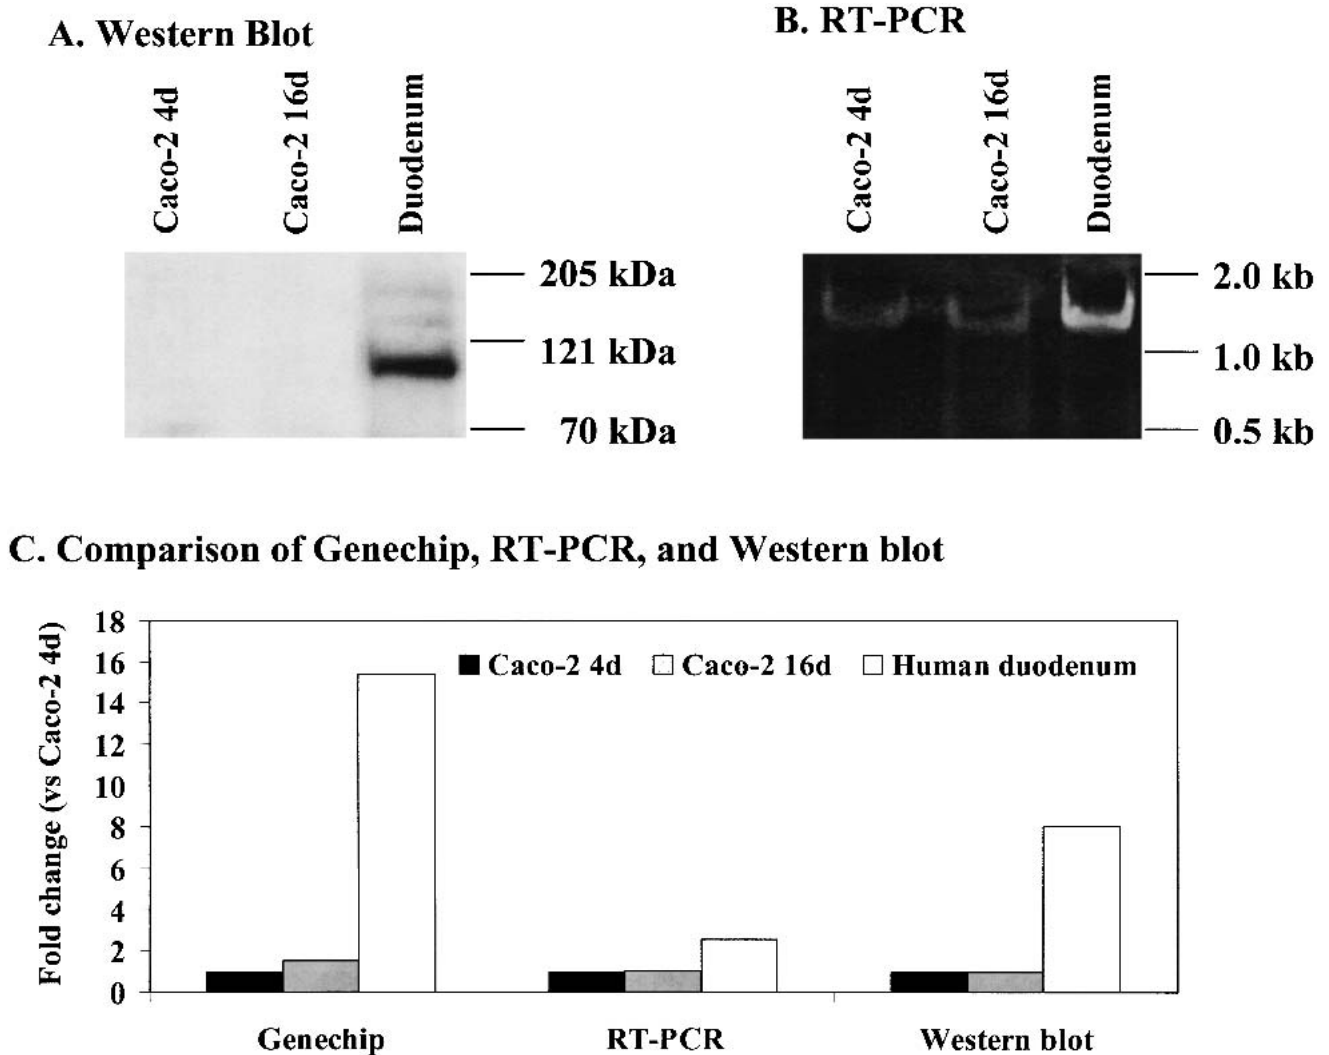 A. Western Blot
Caco-2 4d
Caco-2 16d
Duodenum
205 kDa
121 kDa
70 kDa
B. RT-PCR
Caco-2 4d
Caco-2 16d
Duodenum
2.0 kb
1.0 kb
0.5 kb
C. Comparison of Genechip, RT-PCR, and Western blot
Fold change (vs Caco-2 4d)
18
16
14
12
10
8
6
4
2
0
Caco-2 4d Caco-2 16d Human duodenum
Genechip RT-PCR Western blot